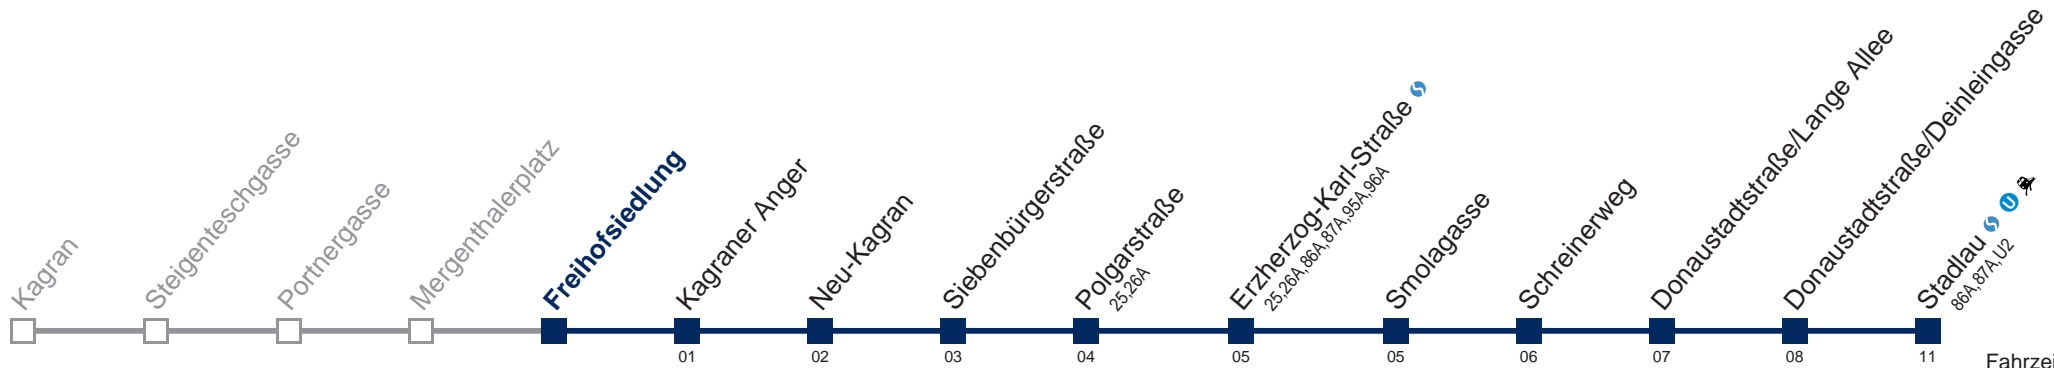 Kagran
Steigenteschgasse
Portnergasse
Mergenthalerplatz
Freihofsiedlung
Kagraner Anger
Neu-Kagran
Siebenbürgerstraße
Polgarstraße
25,26A
Erzherzog-Karl-Straße
25,26A,86A,87A,95A,96A
Smolagasse
Schreinerweg
Donaustadtstraße/Lange Allee
Donaustadtstraße/Deinleingasse
Stadlau U
86A,87A,U2
01 02 03 04 05 05 06 07 08 11
Fahrzei